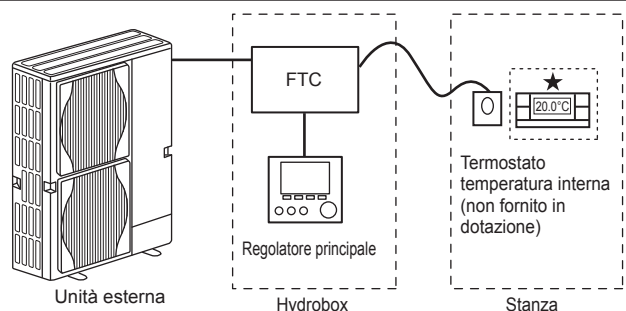 FTC
20.0°C
Termostato
temperatura interna
(non fornito in
dotazione)
Regolatore principale
Unità esterna
Hydrobox
Stanza